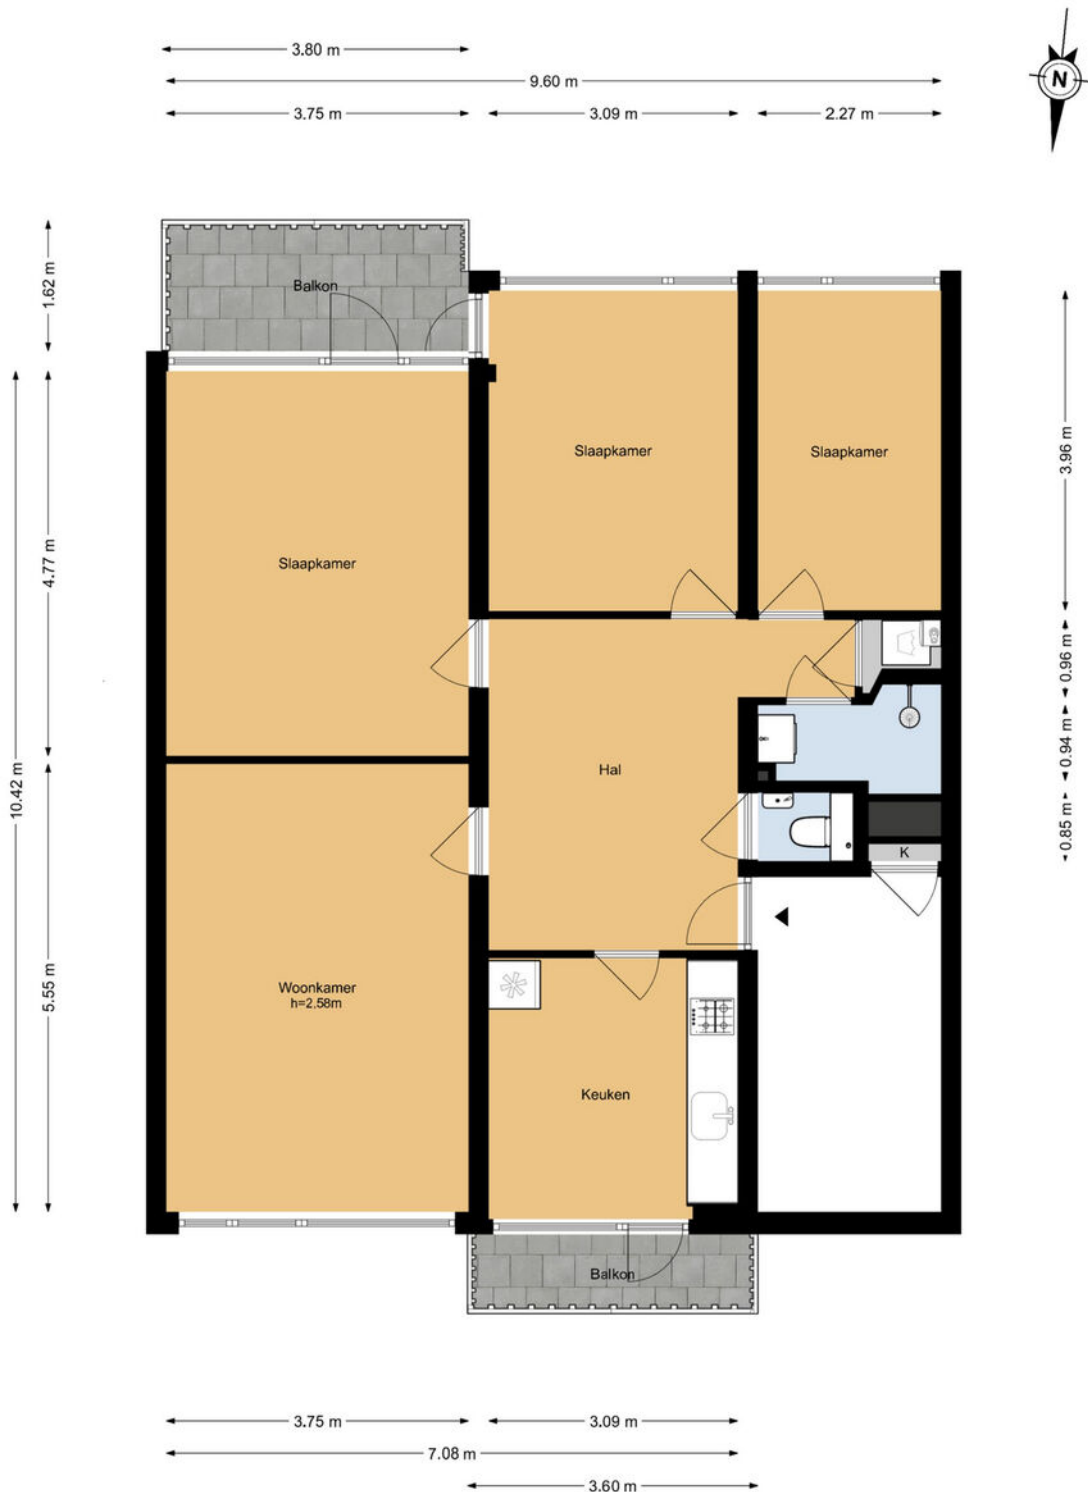 3.80 m
9.60 m
3.75 m
3.09 m
2.27 m
N
1.62 m
Balkon
3.96 m
Slaapkamer
Slaapkamer
4.77 m
Slaapkamer
0.96 m
0.94 m
10.42 m
Hal
0.85 m
K
5.55 m
Woonkamer
h=2.58m
Keuken
Balkon
3.75 m
3.09 m
7.08 m
3.60 m